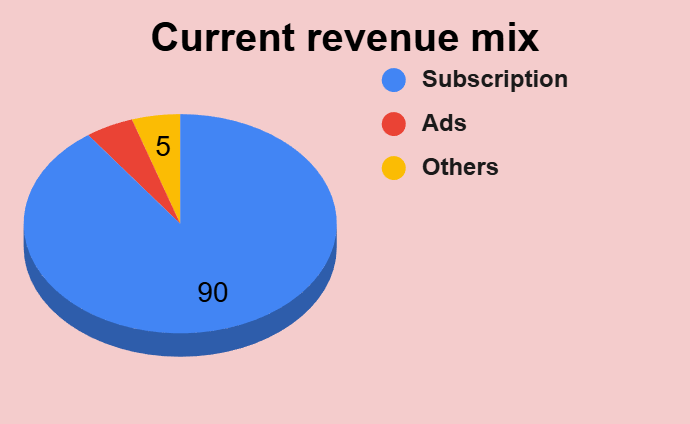 Current revenue mix
Subscription
Ads
Others
5
90